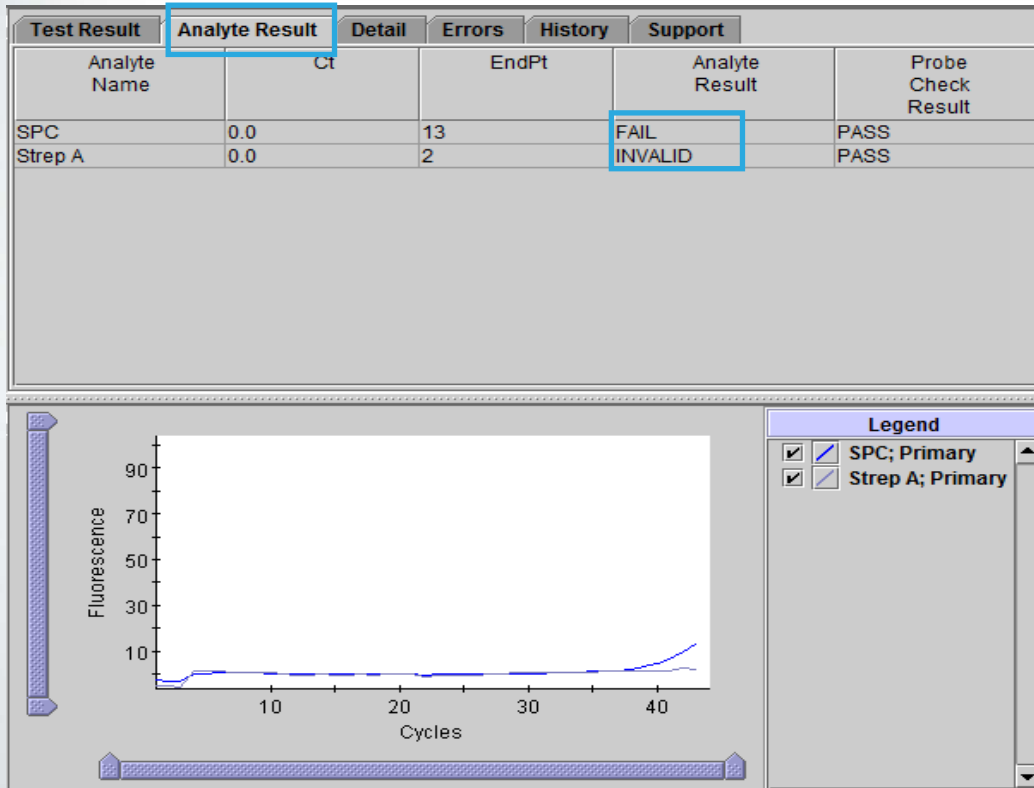 Test Result Analyte Result Detail Errors History Support
Analyte Name Ct EndPt Analyte Result Probe Check Result
SPC 0.0 13 FAIL PASS
Strep A 0.0 2 INVALID PASS
Legend
SPC; Primary
Strep A; Primary
Fluorescence
90
70
50
30
10
10 20 30 40
Cycles